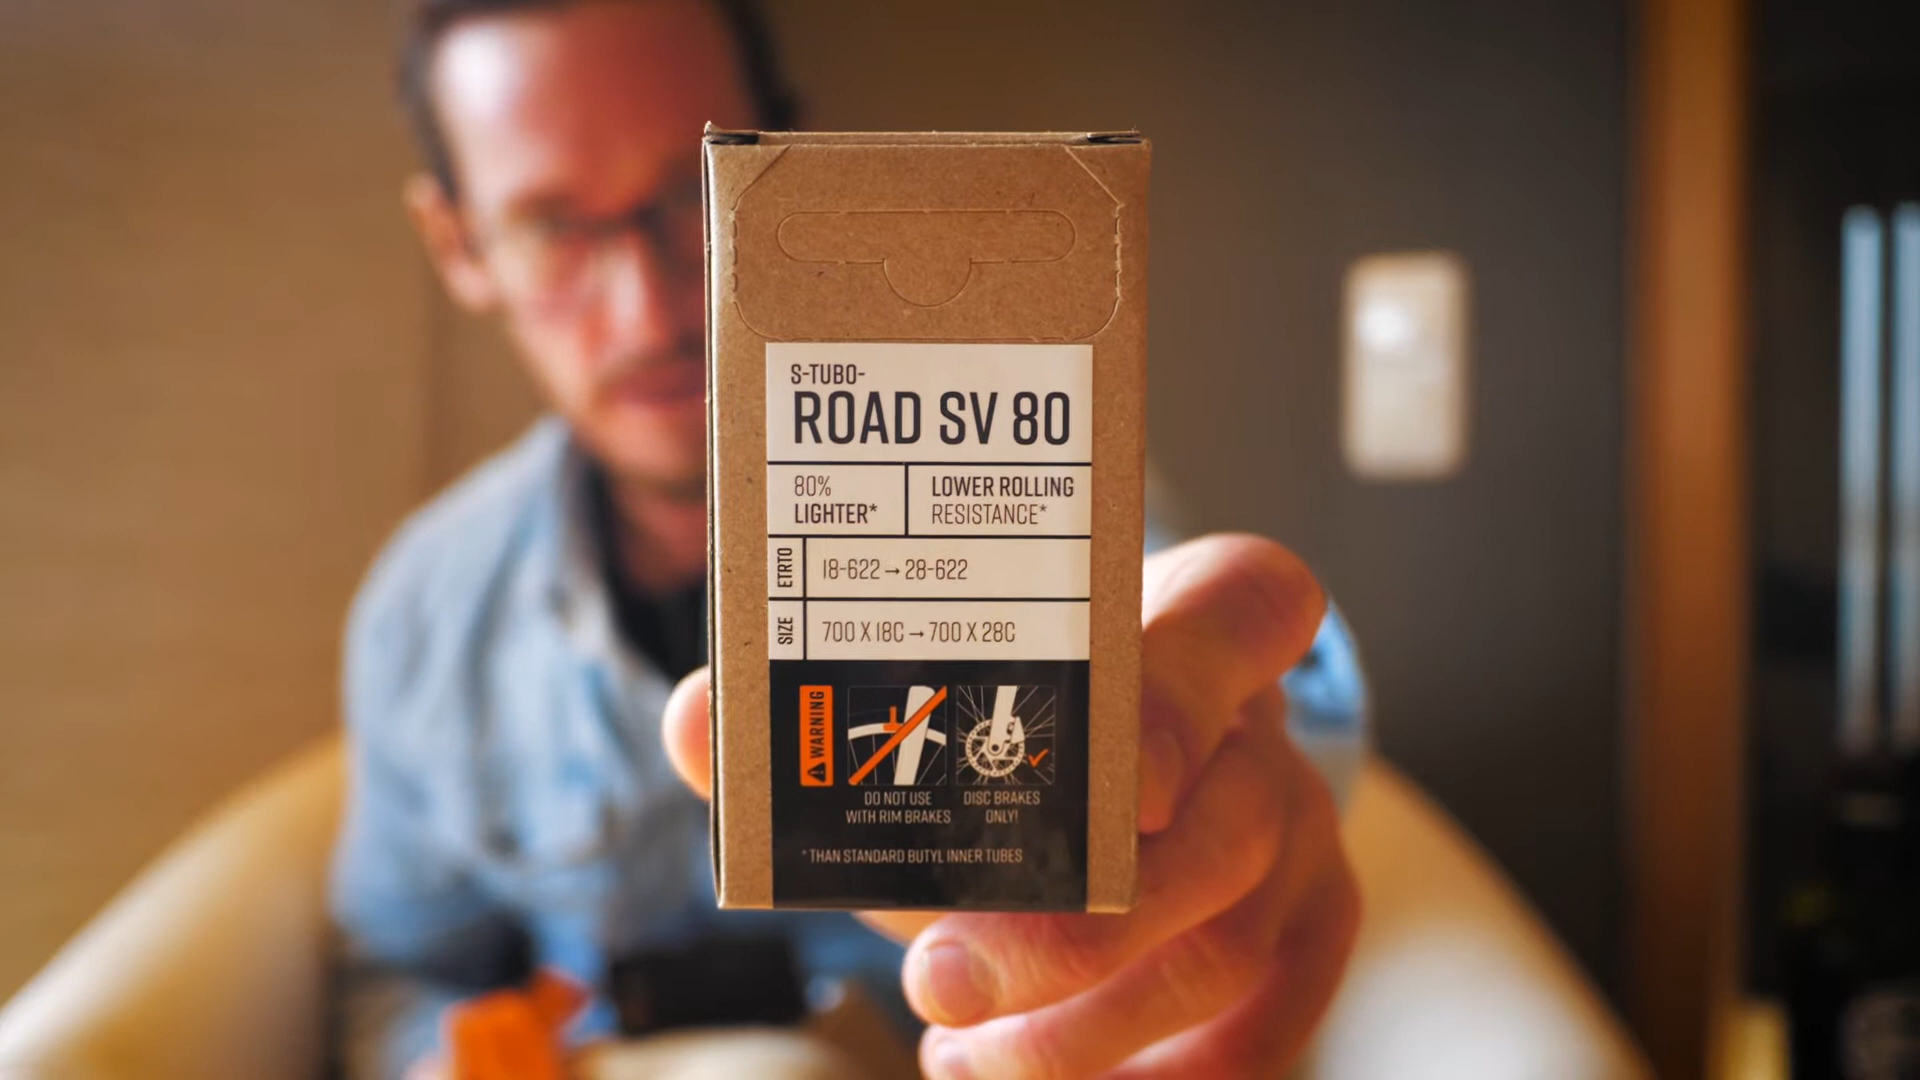 S-TUBO-
ROAD SV 80
80%
LIGHTER*
LOWER ROLLING
RESISTANCE*
ETRTO
18-622→28-622
SIZE
700 X 18C→700 X 28C
WARNING
DO NOT USE
WITH RIM BRAKES
DISC BRAKES
ONLY!
* THAN STANDARD BUTYL INNER TUBES